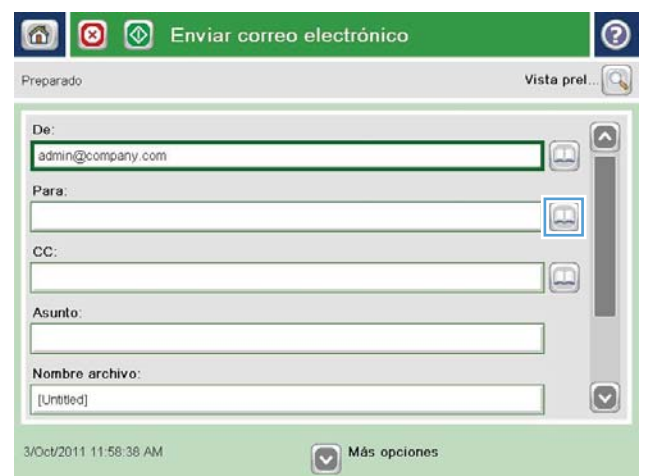 Enviar correo electrónico
Preparado
Vista prel...
De:
admin@company.com
Para:
CC:
Asunto:
Nombre archivo:
[Untitled]
3/Oct/2011 11:58:38 AM
Más opciones